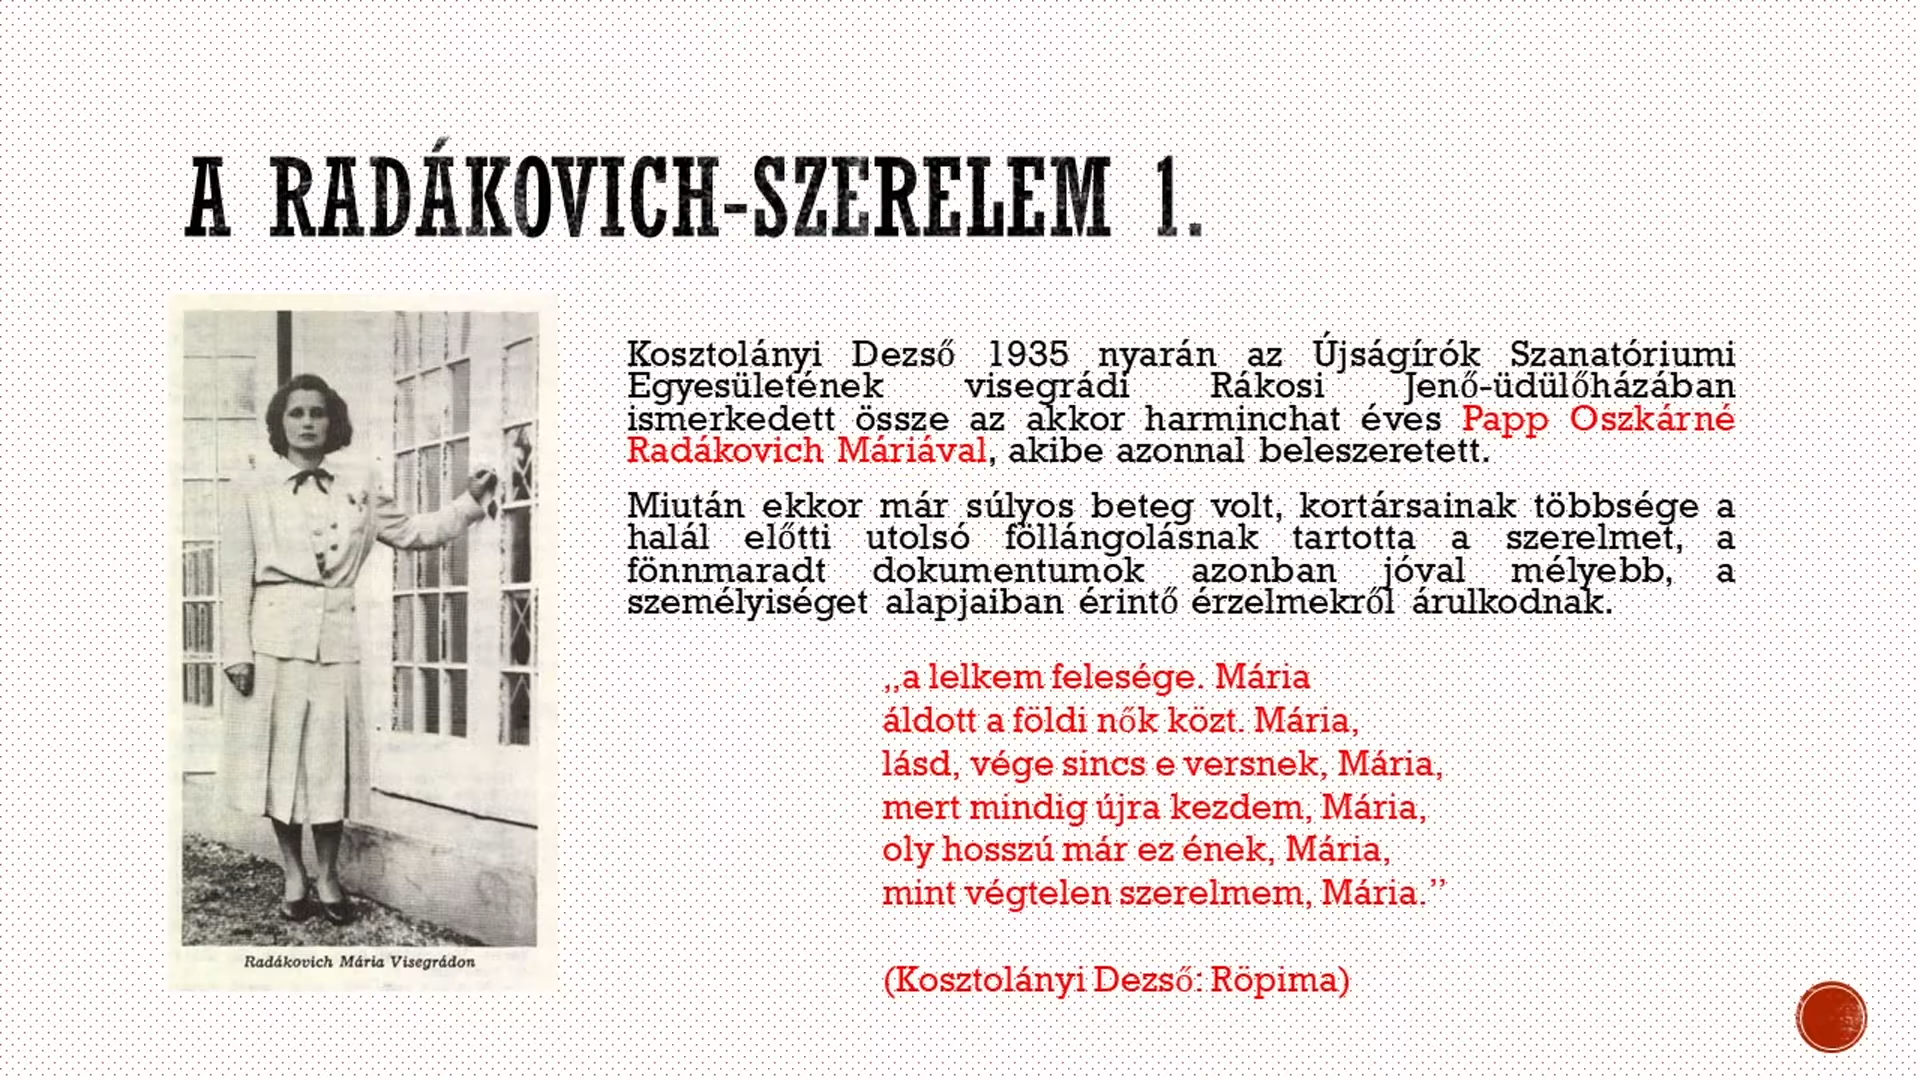 A RADÁKOVICH-SZERELEM 1.
Kosztolányi Dezső 1935 nyarán az Újságírók Szanatóriumi
Egyesületének visegrádi Rákosi Jenő-üdülőházában
ismerkedett össze az akkor harminchat éves Papp Oszkárné
Radákovich Máriával, akibe azonnal beleszeretett.
Miután ekkor már súlyos beteg volt, kortársainak többsége a
halál előtti utolsó föllángolásnak tartotta a szerelmet, a
fönnmaradt dokumentumok azonban jóval mélyebb, a
személyiséget alapjaiban érintő érzelmekről árulkodnak.
„a lelkem felesége. Mária
áldott a földi nők közt. Mária,
lásd, vége sincs e versnek, Mária,
mert mindig újra kezdem, Mária,
oly hosszú már ez ének, Mária,
mint végtelen szerelmem, Mária.”
(Kosztolányi Dezső: Röpima)
Radákovich Mária Visegrádon